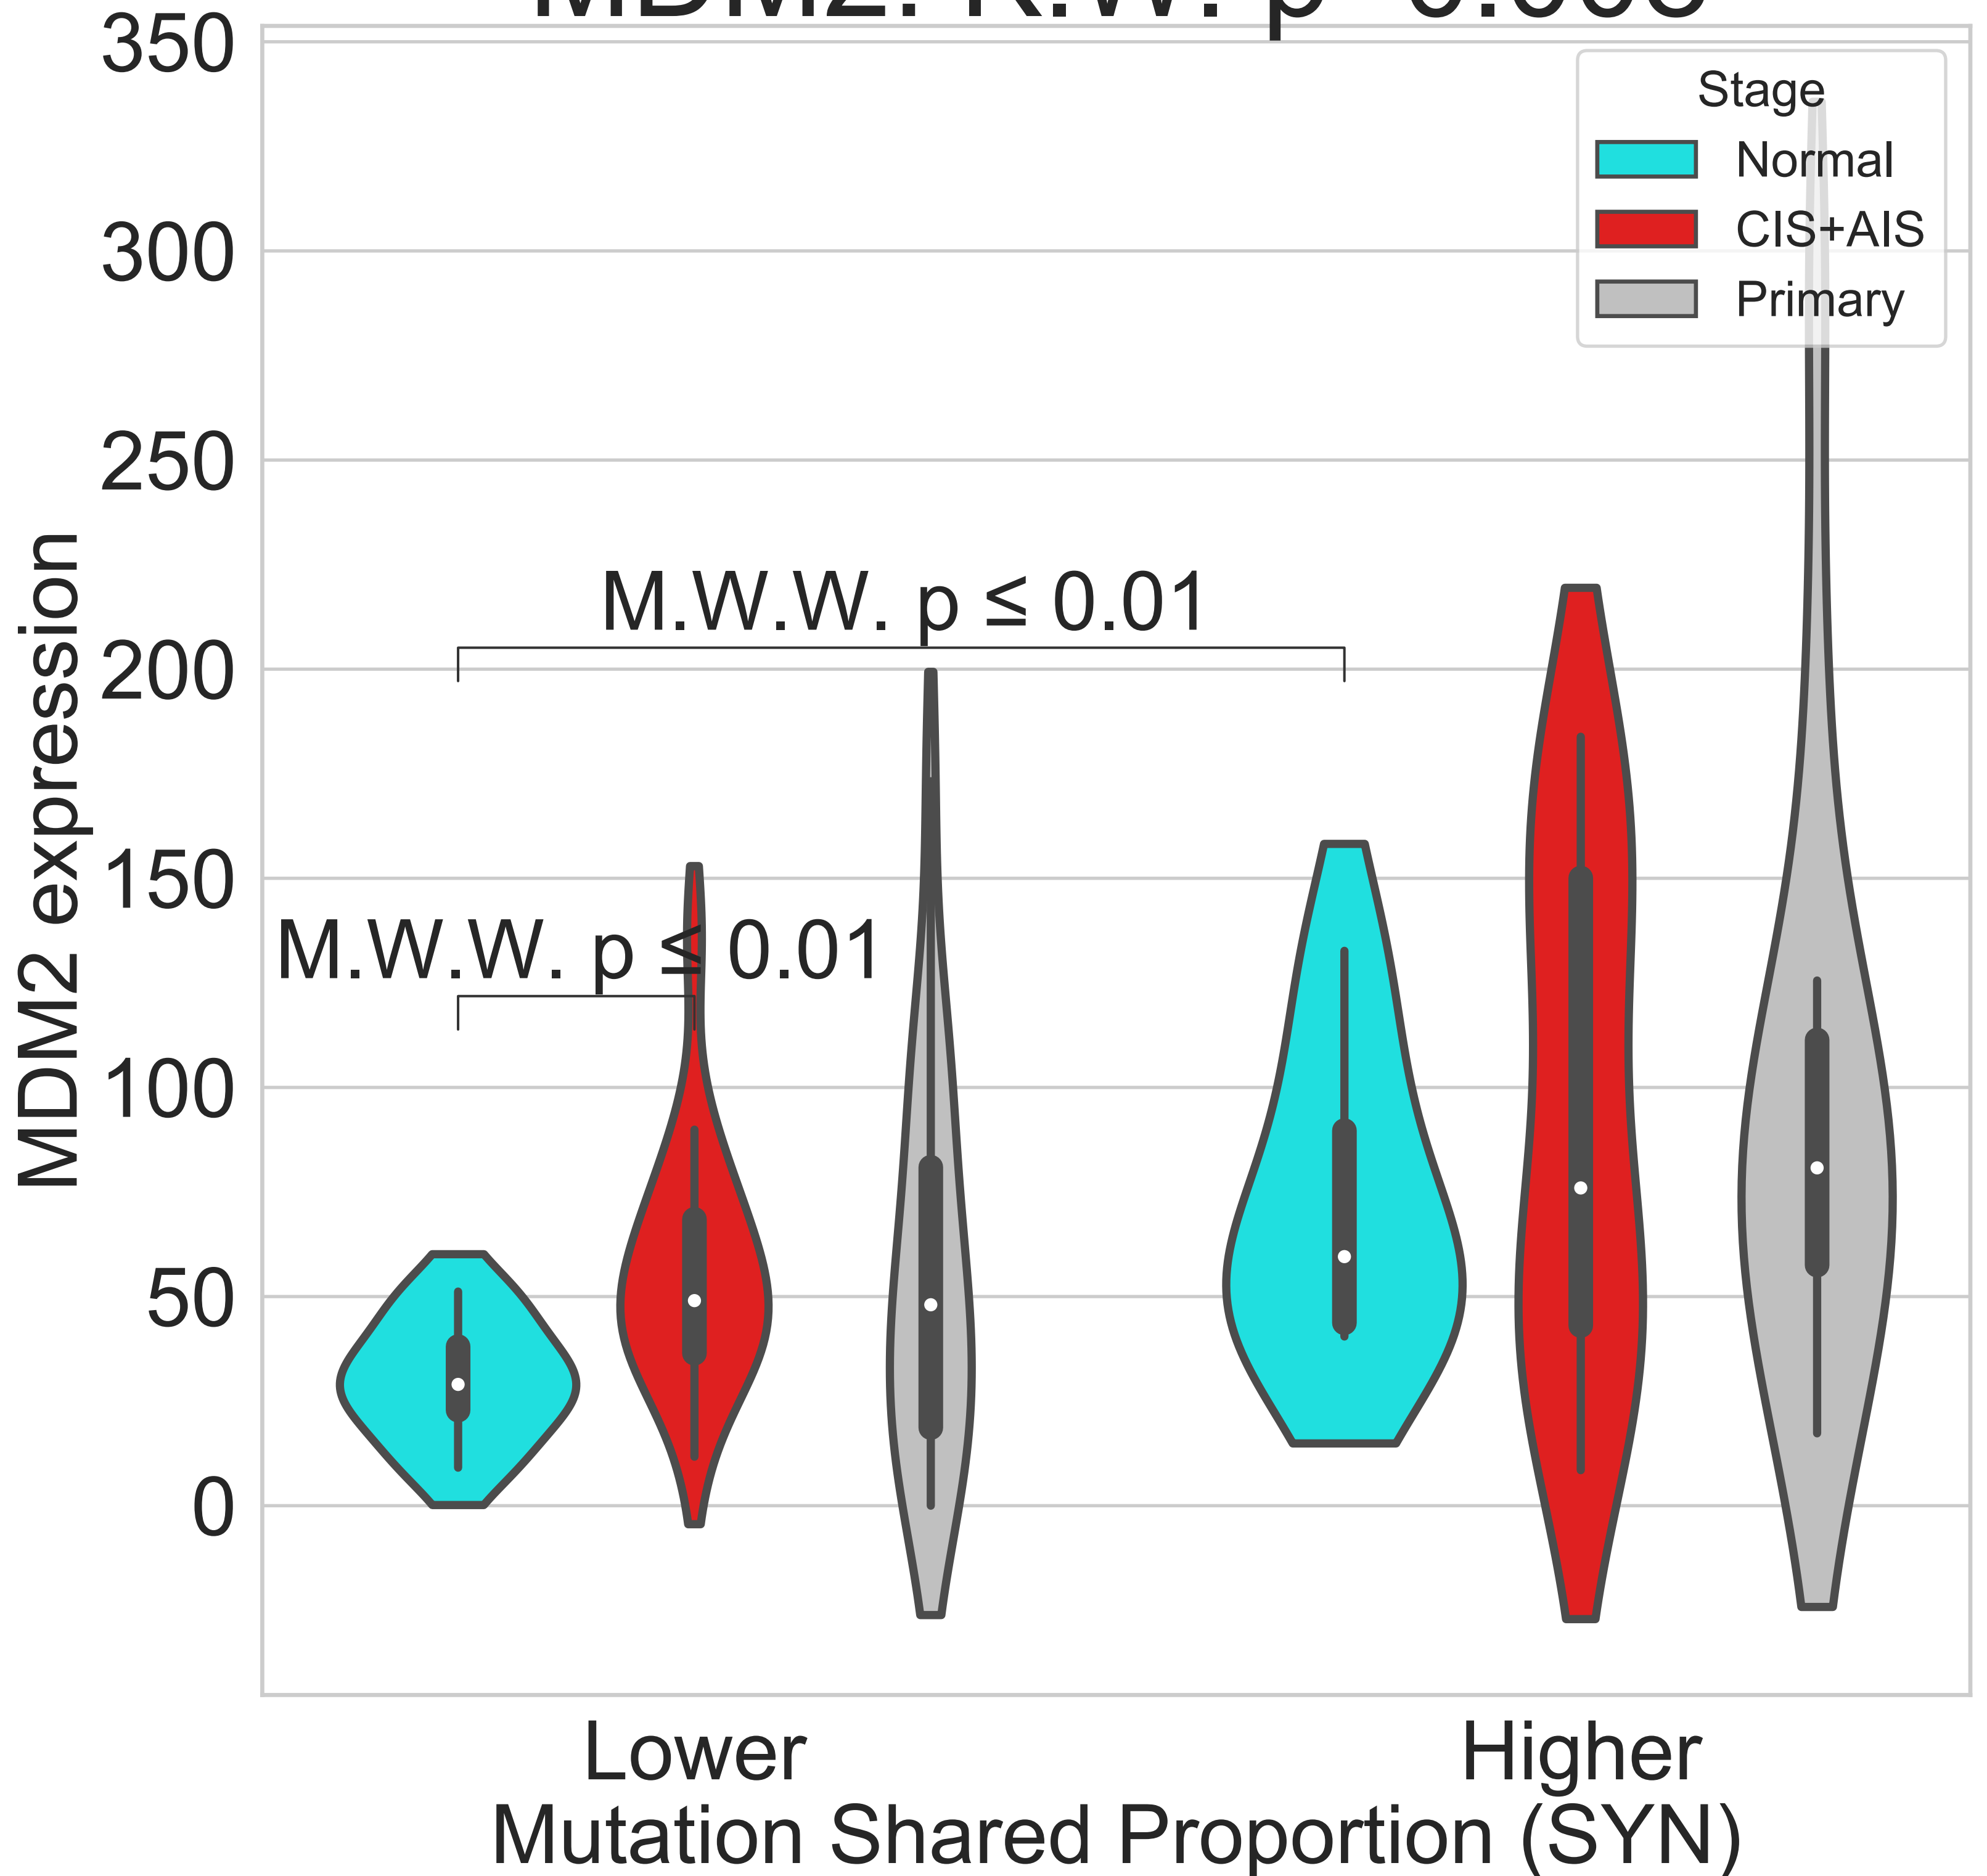 350
300
250
200
150
100
50
0
MDM2 expression
Stage
Normal
CIS+AIS
Primary
M.W.W. p ≤ 0.01
M.W.W. p ≤ 0.01
Lower
Higher
Mutation Shared Proportion (SYN)